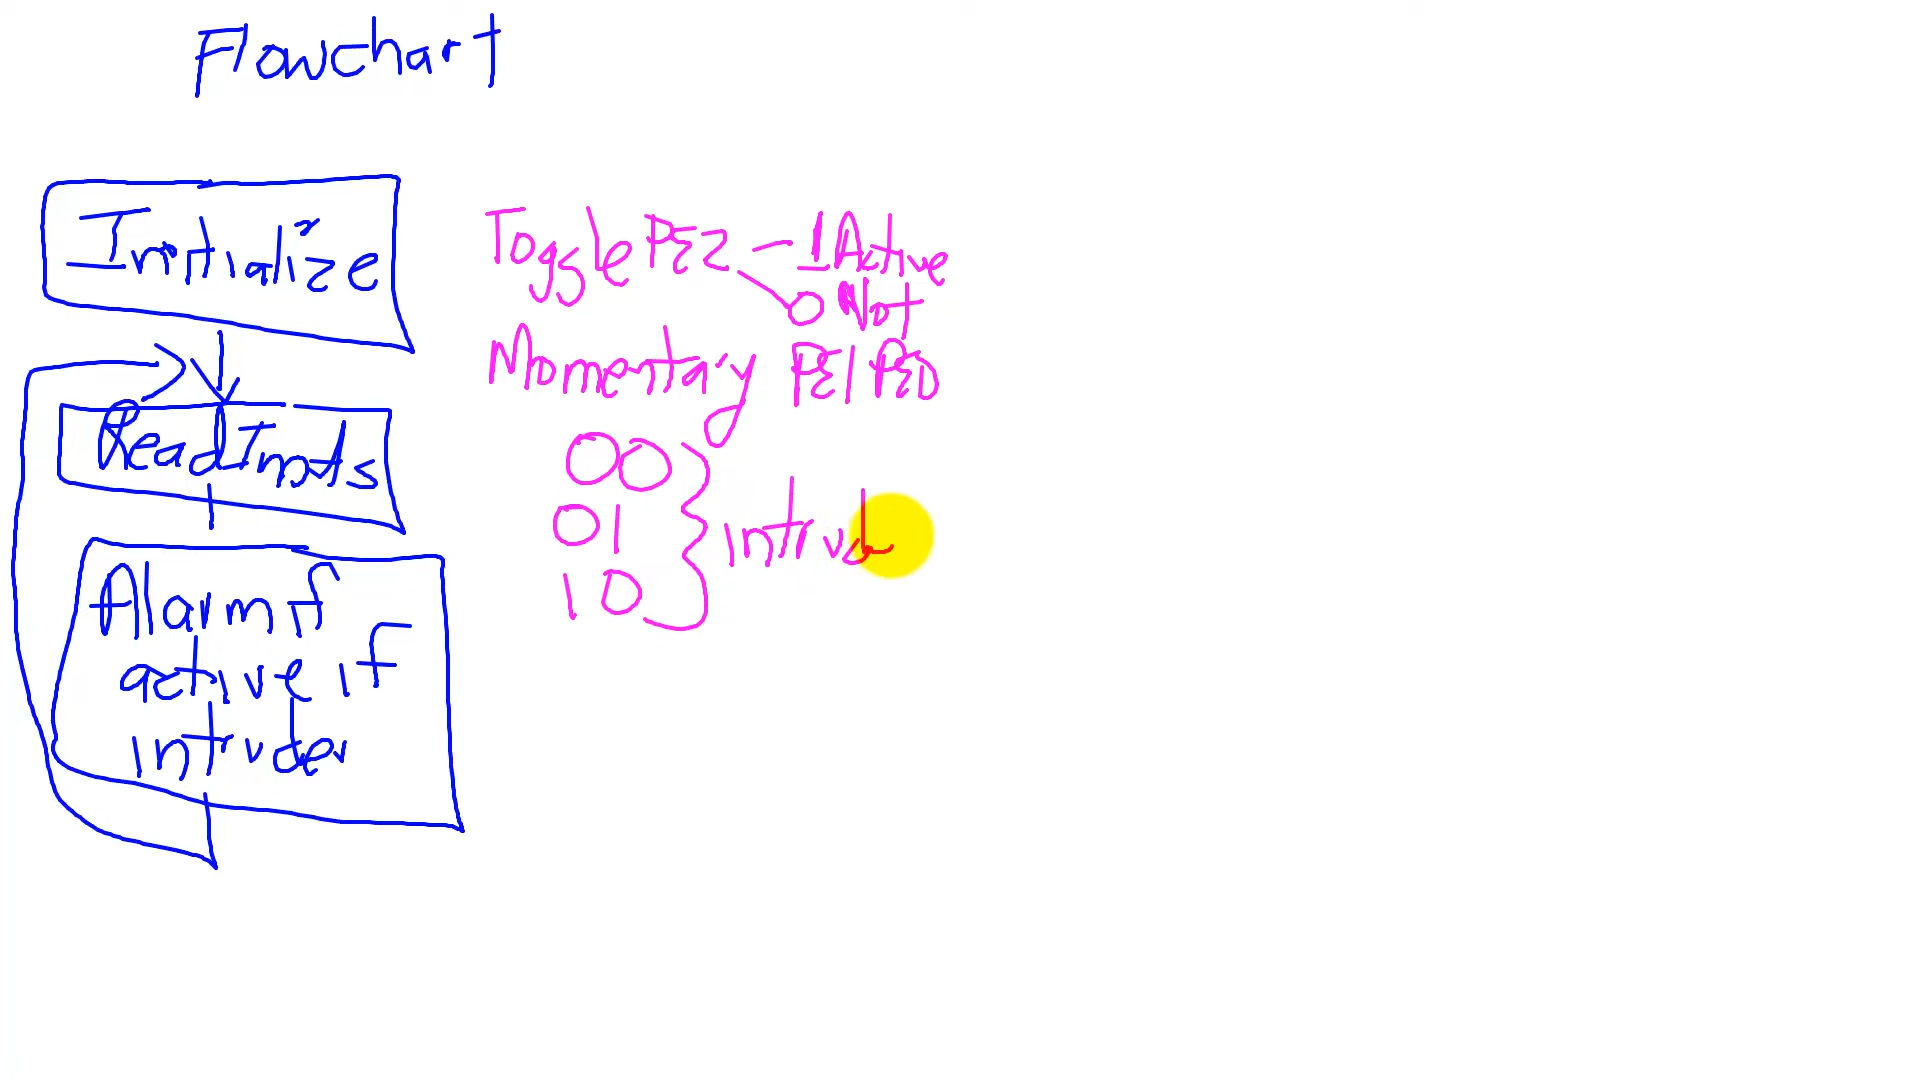 Flowchart
Initialize
Read Inputs
Alarm if
active if
intruder
Toggle PE2 - 1 Active
0 Not
Momentary PE1 PE0
00
01
10
intrud